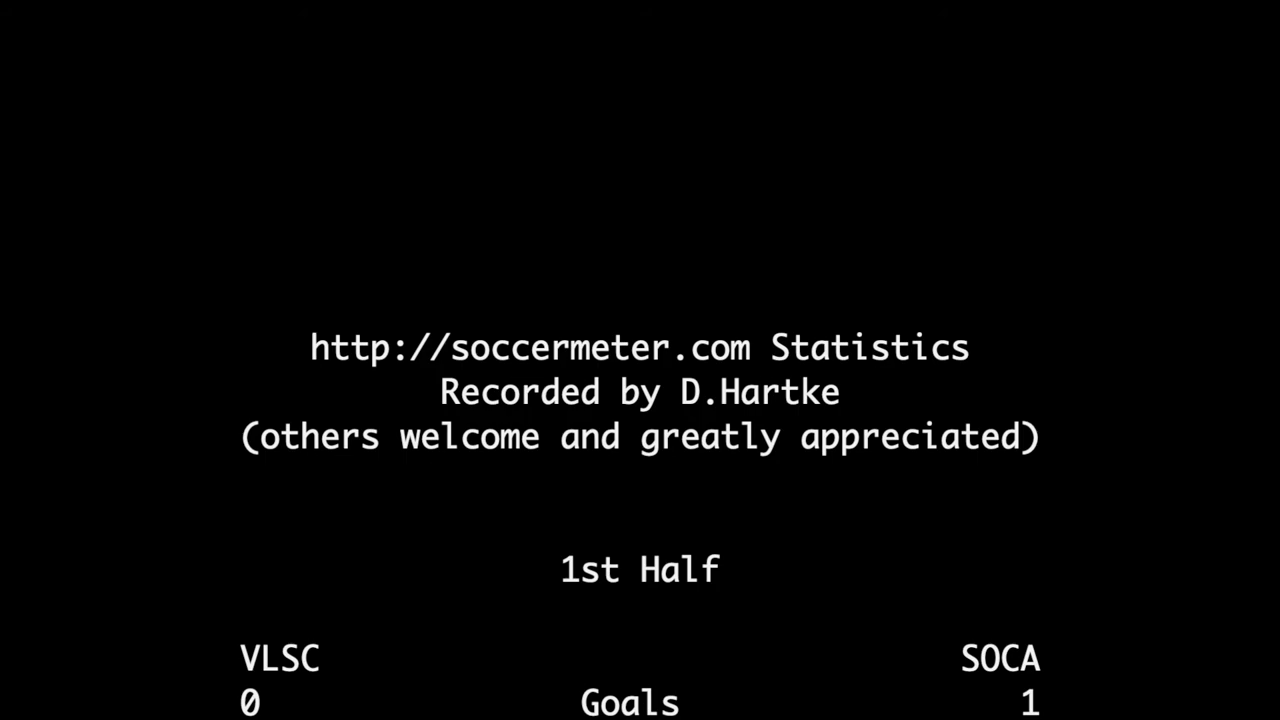 http://soccermeter.com Statistics
Recorded by D.Hartke
(others welcome and greatly appreciated)
1st Half
VLSC SOCA
0 Goals 1